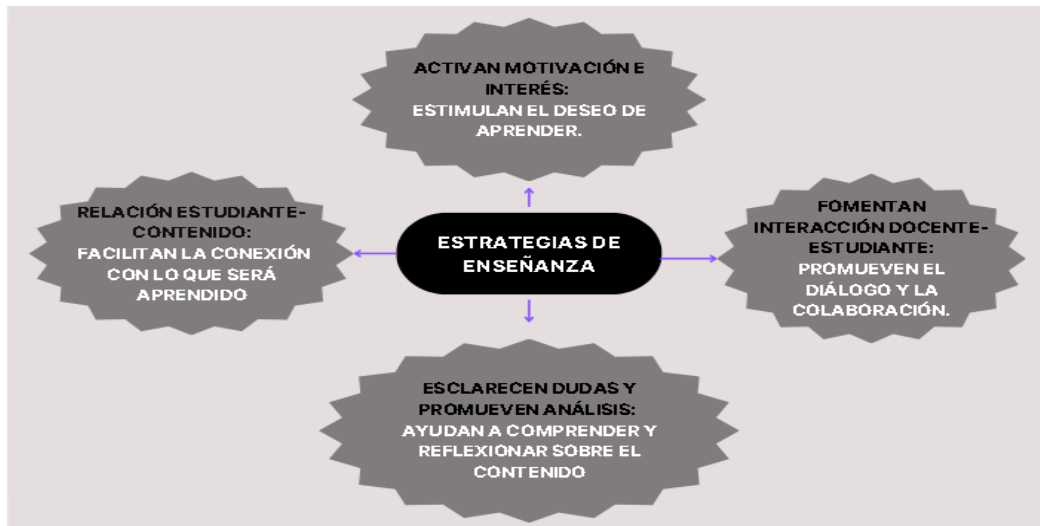 ACTIVAN MOTIVACIÓN E
INTERÉS:
ESTIMULAN EL DESEO DE
APRENDER.
RELACIÓN ESTUDIANTE-
CONTENIDO:
FACILITAN LA CONEXIÓN
CON LO QUE SERÁ
APRENDIDO
ESTRATEGIAS DE
ENSEÑANZA
FOMENTAN
INTERACCIÓN DOCENTE-
ESTUDIANTE:
PROMUEVEN EL
DIÁLOGO Y LA
COLABORACIÓN.
ESCLARECEN DUDAS Y
PROMUEVEN ANÁLISIS:
AYUDAN A COMPRENDER Y
REFLEXIONAR SOBRE EL
CONTENIDO